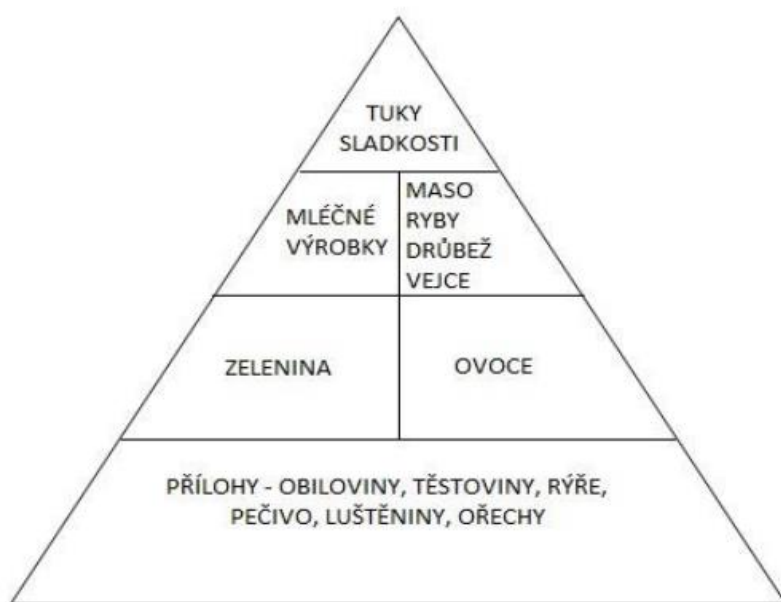 TUKY
SLADKOSTI
MLÉČNÉ
VÝROBKY
MASO
RYBY
DRŮBEŽ
VEJCE
ZELENINA
OVOCE
PŘÍLOHY - OBILOVINY, TĚSTOVINY, RÝŘE,
PEČIVO, LUŠTĚNINY, OŘECHY